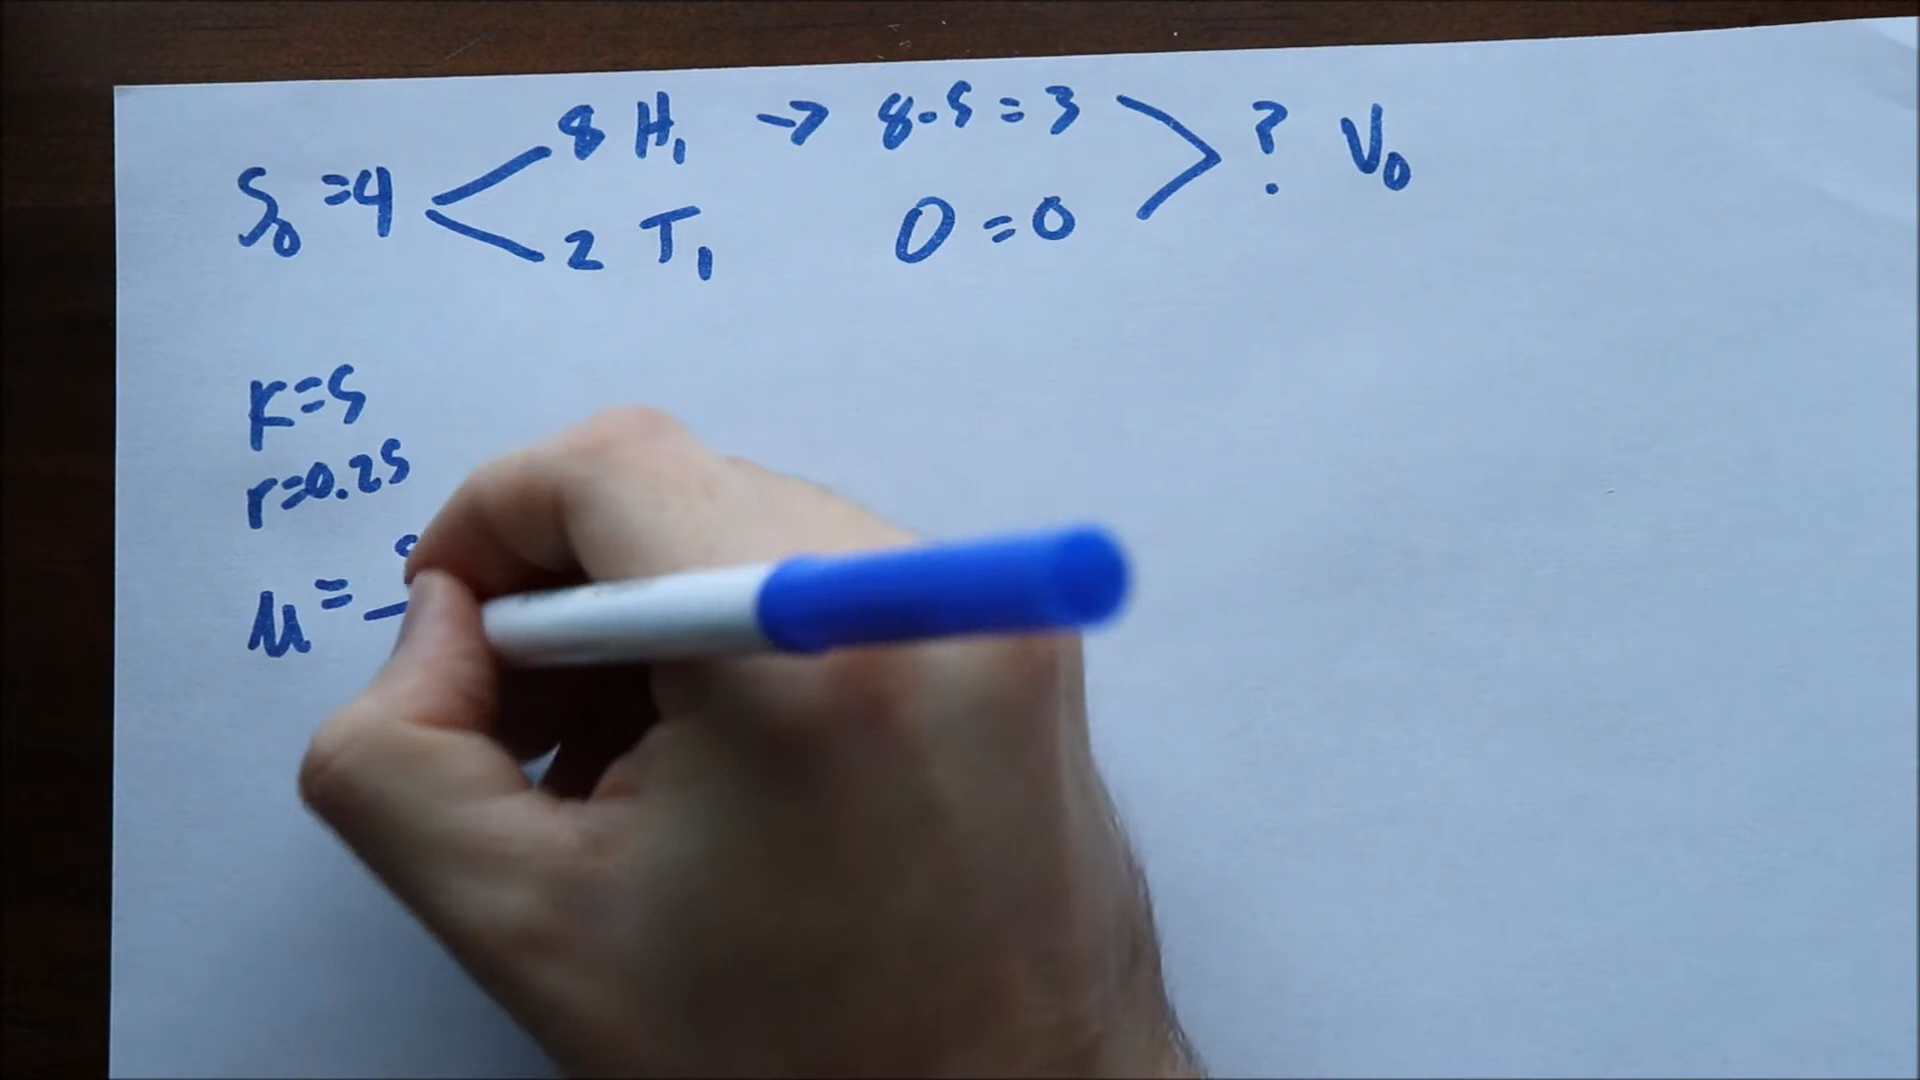 S₀ = 4 < 8 H₁ → 8 - 5 = 3 > ? V₀
2 T₁ 0 = 0
K = 5
r = 0.25
u =